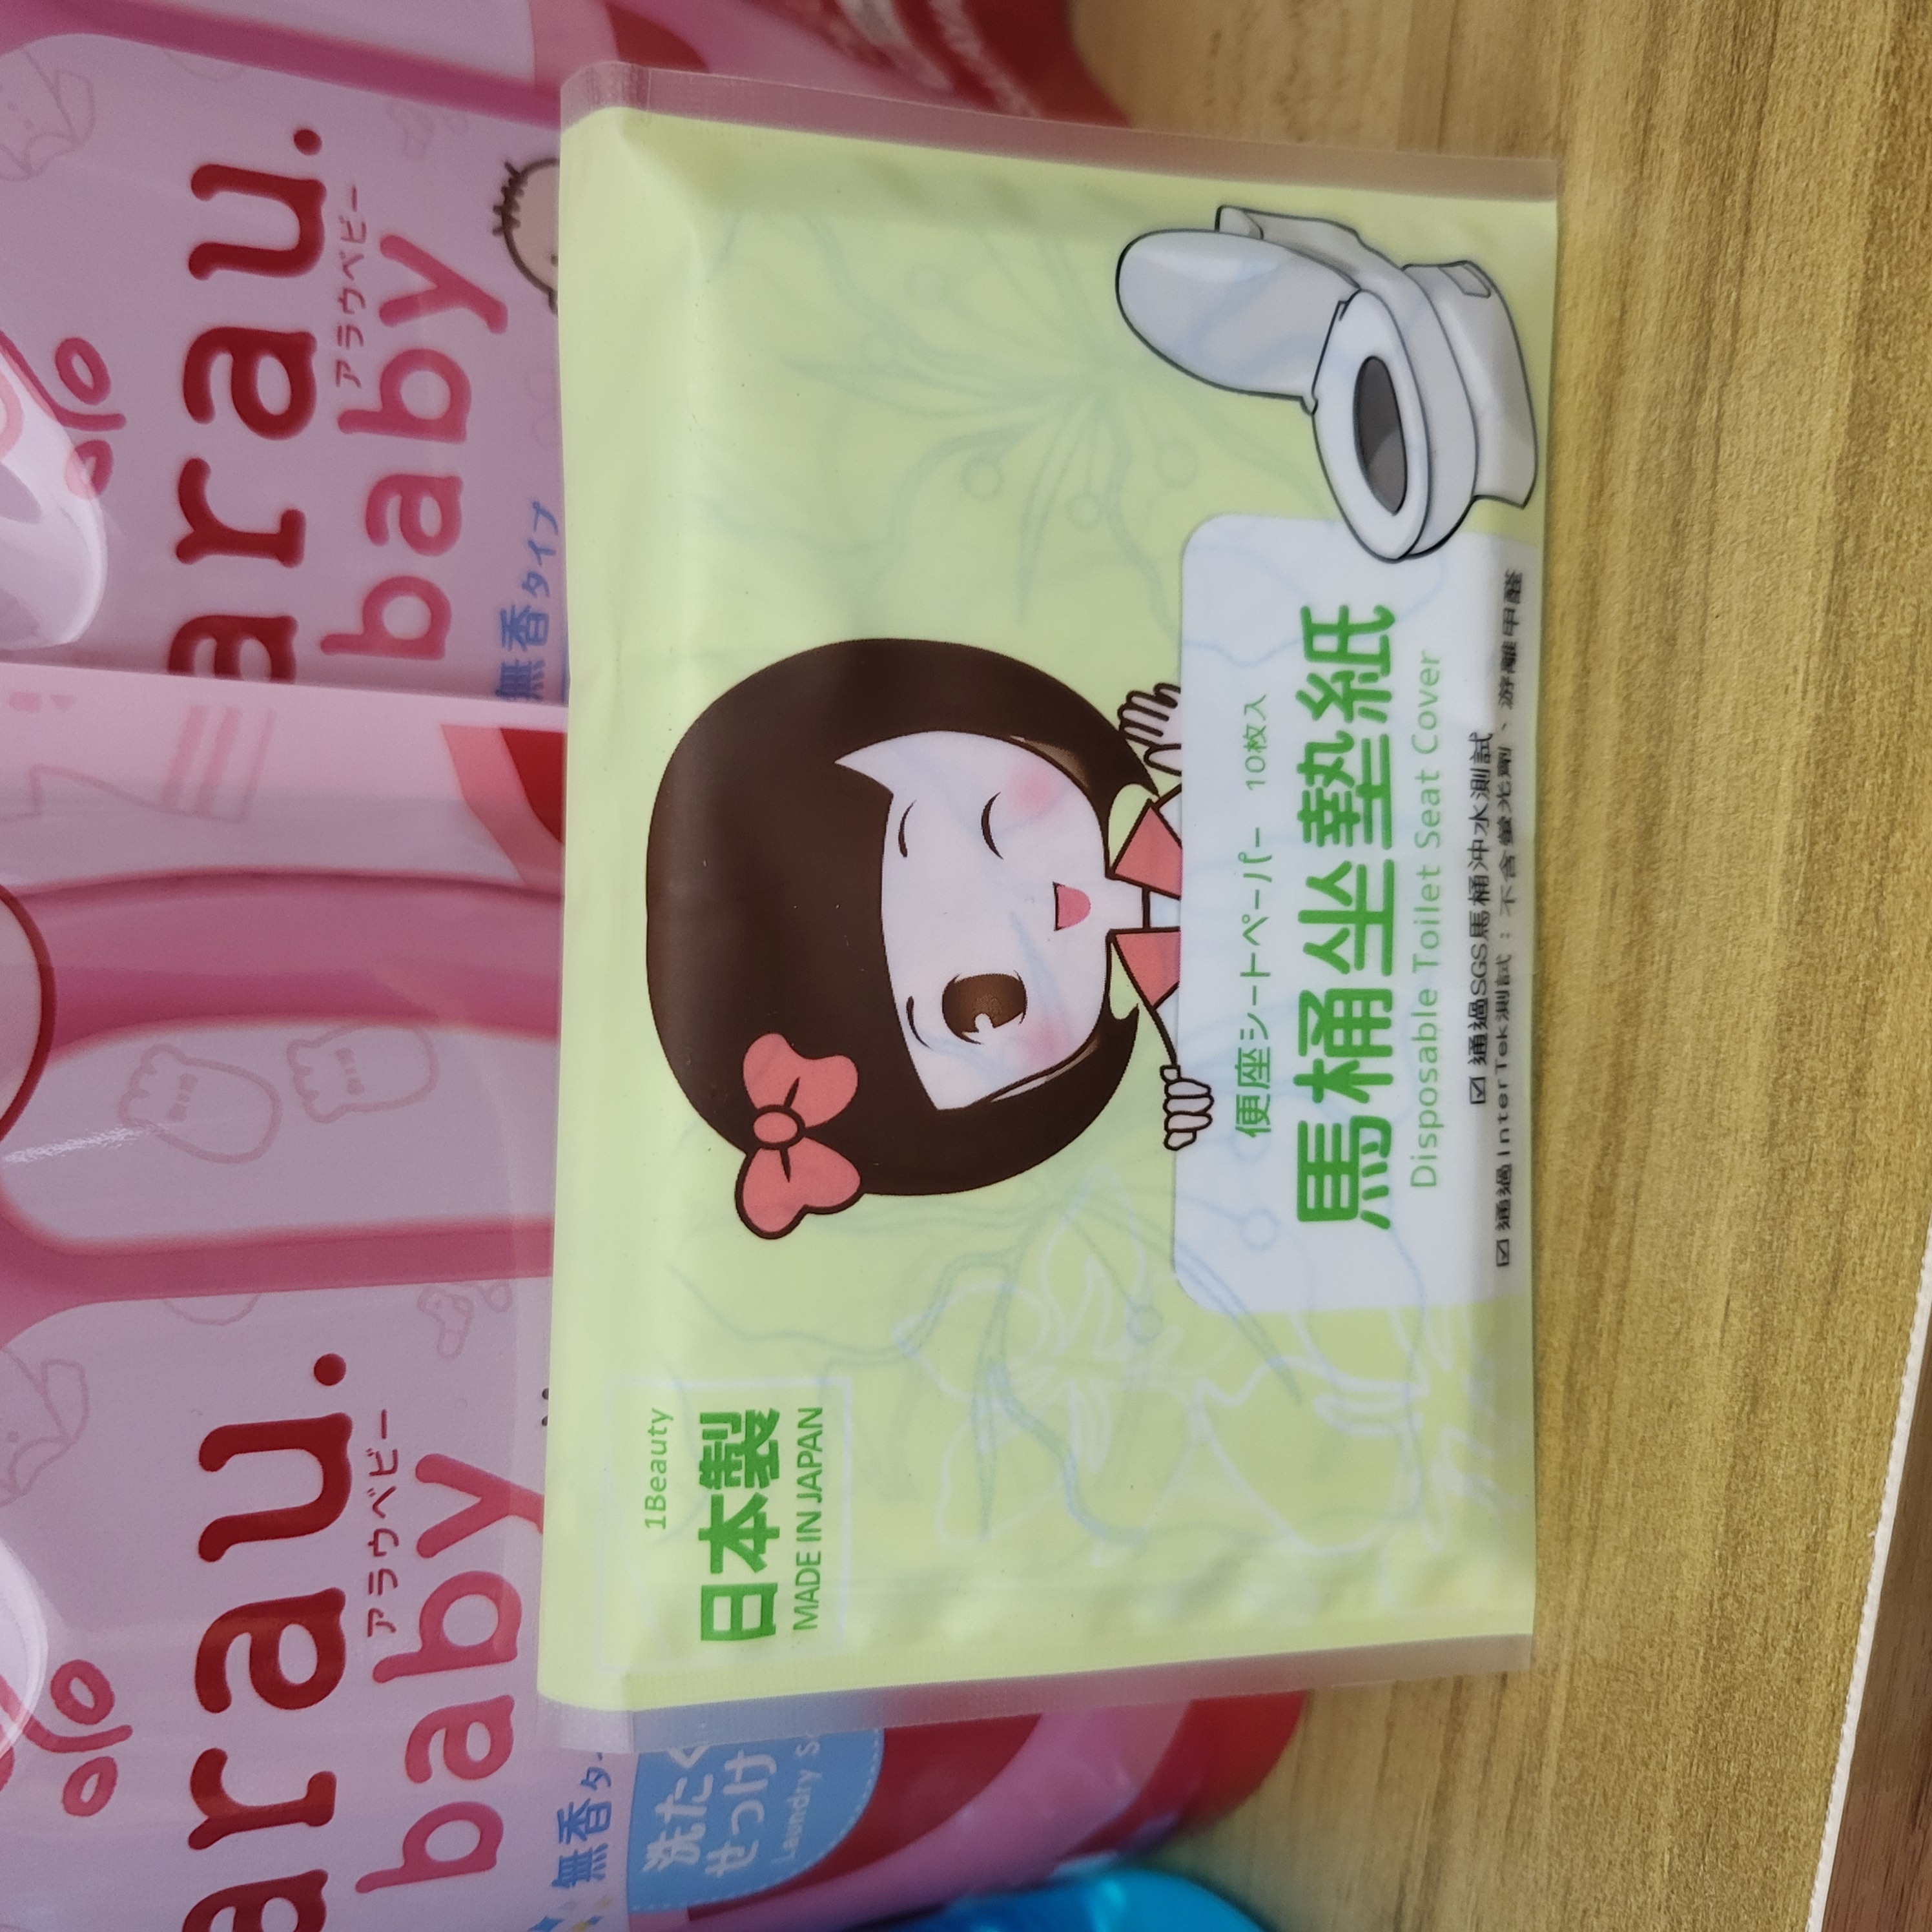 1Beauty
日本製
MADE IN JAPAN
便座シートペーパー 10枚入
馬桶坐墊紙
Disposable Toilet Seat Cover
☑通過SGS馬桶沖水測試
☑通過InterTek測試：不含螢光劑、游離甲醛
arau.
アラウベビー
baby
無香タイプ
arau.
アラウベビー
baby
無香タ
洗たく
せっけ
Laundry S